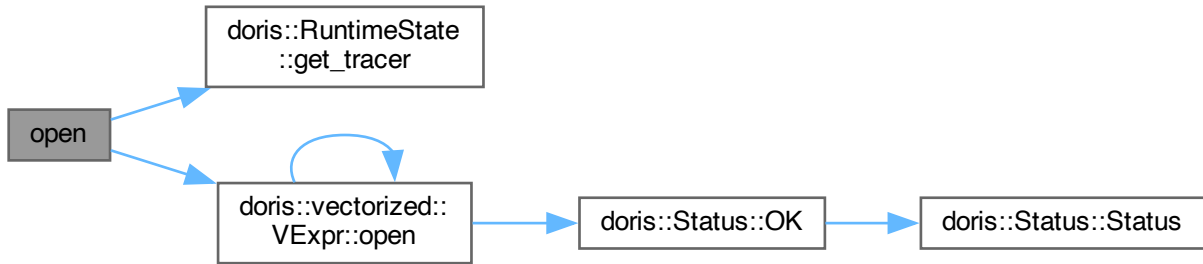 doris::RuntimeState
::get_tracer
open
doris::vectorized::
VExpr::open
doris::Status::OK
doris::Status::Status